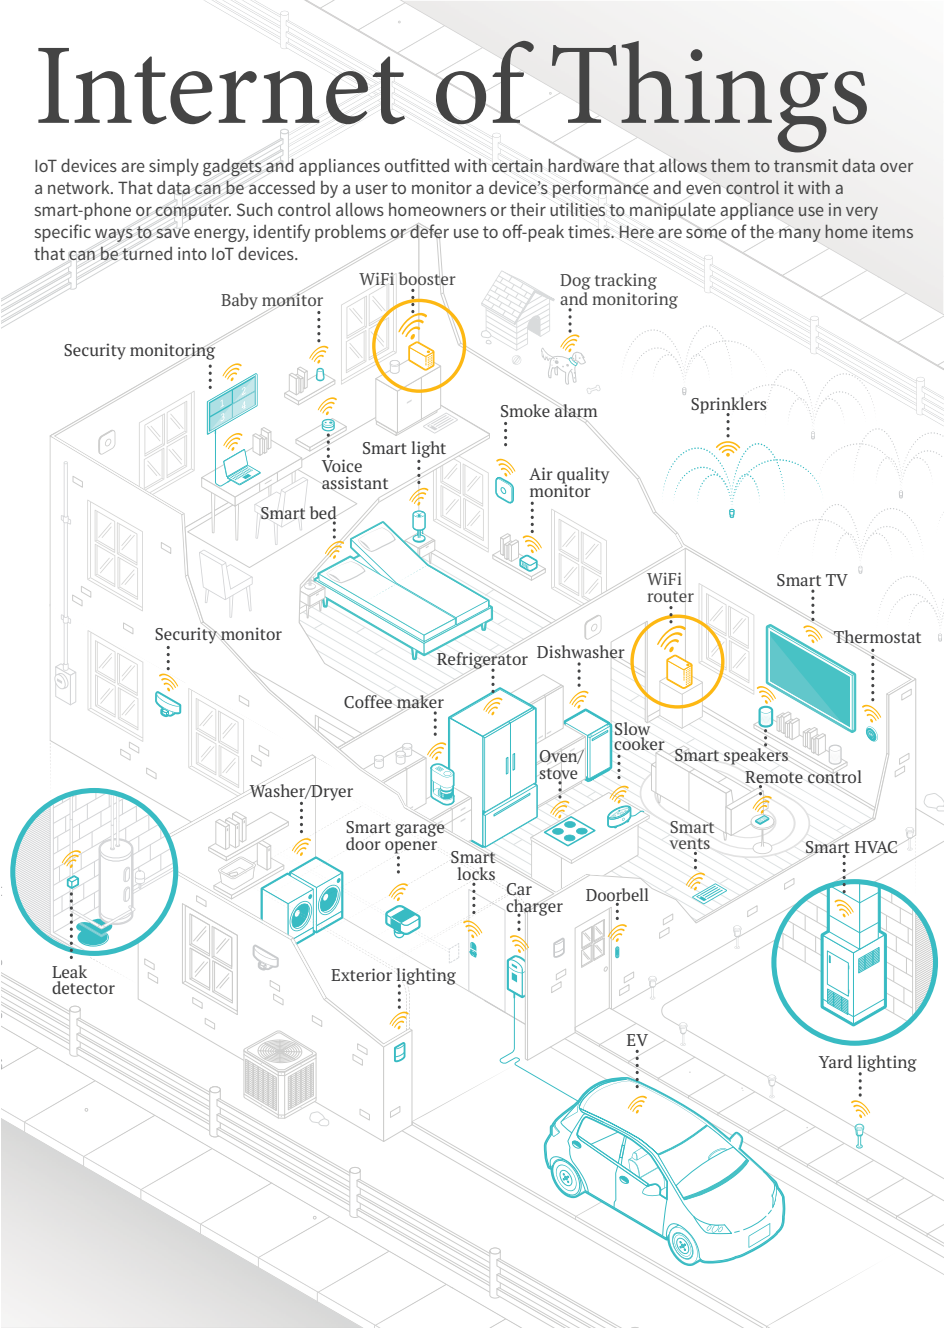 Internet of Things
IoT devices are simply gadgets and appliances outfitted with certain hardware that allows them to transmit data over
a network. That data can be accessed by a user to monitor a device’s performance and even control it with a
smart-phone or computer. Such control allows homeowners or their utilities to manipulate appliance use in very
specific ways to save energy, identify problems or defer use to off-peak times. Here are some of the many home items
that can be turned into IoT devices.
WiFi booster
Dog tracking
and monitoring
Baby monitor
Security monitoring
Sprinklers
Smoke alarm
Smart light
Voice
assistant
Air quality
monitor
Smart bed
WiFi
router
Smart TV
Security monitor
Thermostat
Refrigerator
Dishwasher
Coffee maker
Slow
cooker
Oven/
stove
Smart speakers
Remote control
Washer/Dryer
Smart garage
door opener
Smart
vents
Smart HVAC
Smart
locks
Car
charger
Doorbell
Leak
detector
Exterior lighting
EV
Yard lighting